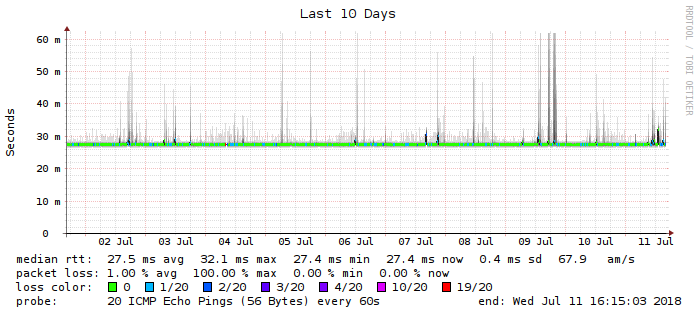 Last 10 Days
RRDTOOL / TOBI OETIKER
Seconds
60 m
50 m
40 m
30 m
20 m
10 m
0
02 Jul 03 Jul 04 Jul 05 Jul 06 Jul 07 Jul 08 Jul 09 Jul 10 Jul 11 Jul
median rtt: 27.5 ms avg 32.1 ms max 27.4 ms min 27.4 ms now 0.4 ms sd 67.9 am/s
packet loss: 1.00 % avg 100.00 % max 0.00 % min 0.00 % now
loss color: 0 1/20 2/20 3/20 4/20 10/20 19/20
probe: 20 ICMP Echo Pings (56 Bytes) every 60s end: Wed Jul 11 16:15:03 2018